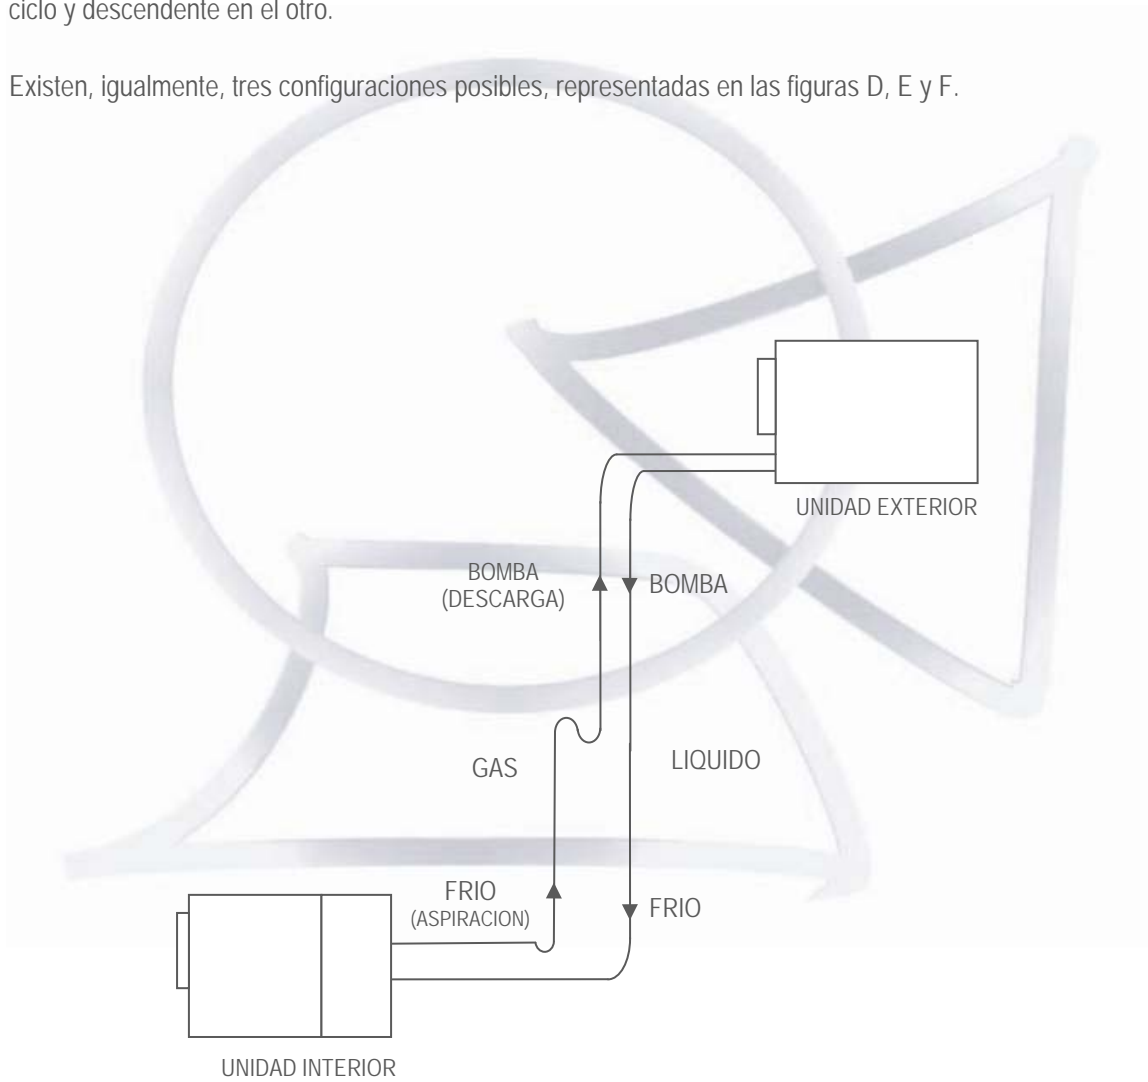 ciclo y descendente en el otro.
Existen, igualmente, tres configuraciones posibles, representadas en las figuras D, E y F.
UNIDAD EXTERIOR
BOMBA
(DESCARGA)
BOMBA
GAS
LIQUIDO
FRIO
(ASPIRACION)
FRIO
UNIDAD INTERIOR